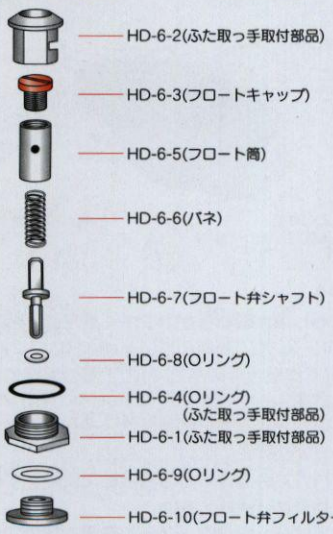 HD-6-2(ふた取っ手取付部品)
HD-6-3(フロートキャップ)
HD-6-5(フロート筒)
HD-6-6(バネ)
HD-6-7(フロート弁シャフト)
HD-6-8(Oリング)
HD-6-4(Oリング)
(ふた取っ手取付部品)
HD-6-1(ふた取っ手取付部品)
HD-6-9(Oリング)
HD-6-10(フロート弁フィルター